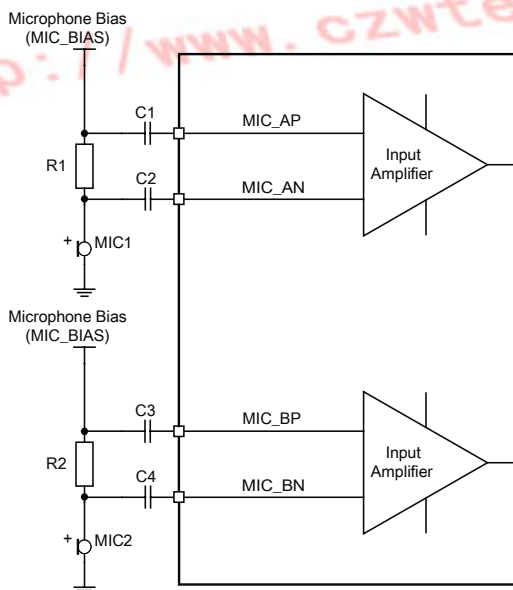 p://www.czwte
Microphone Bias
(MIC_BIAS)
C1
MIC_AP
R1
Input
Amplifier
C2
MIC_AN
+
MIC1
Microphone Bias
(MIC_BIAS)
C3
MIC_BP
R2
Input
Amplifier
C4
MIC_BN
+
MIC2